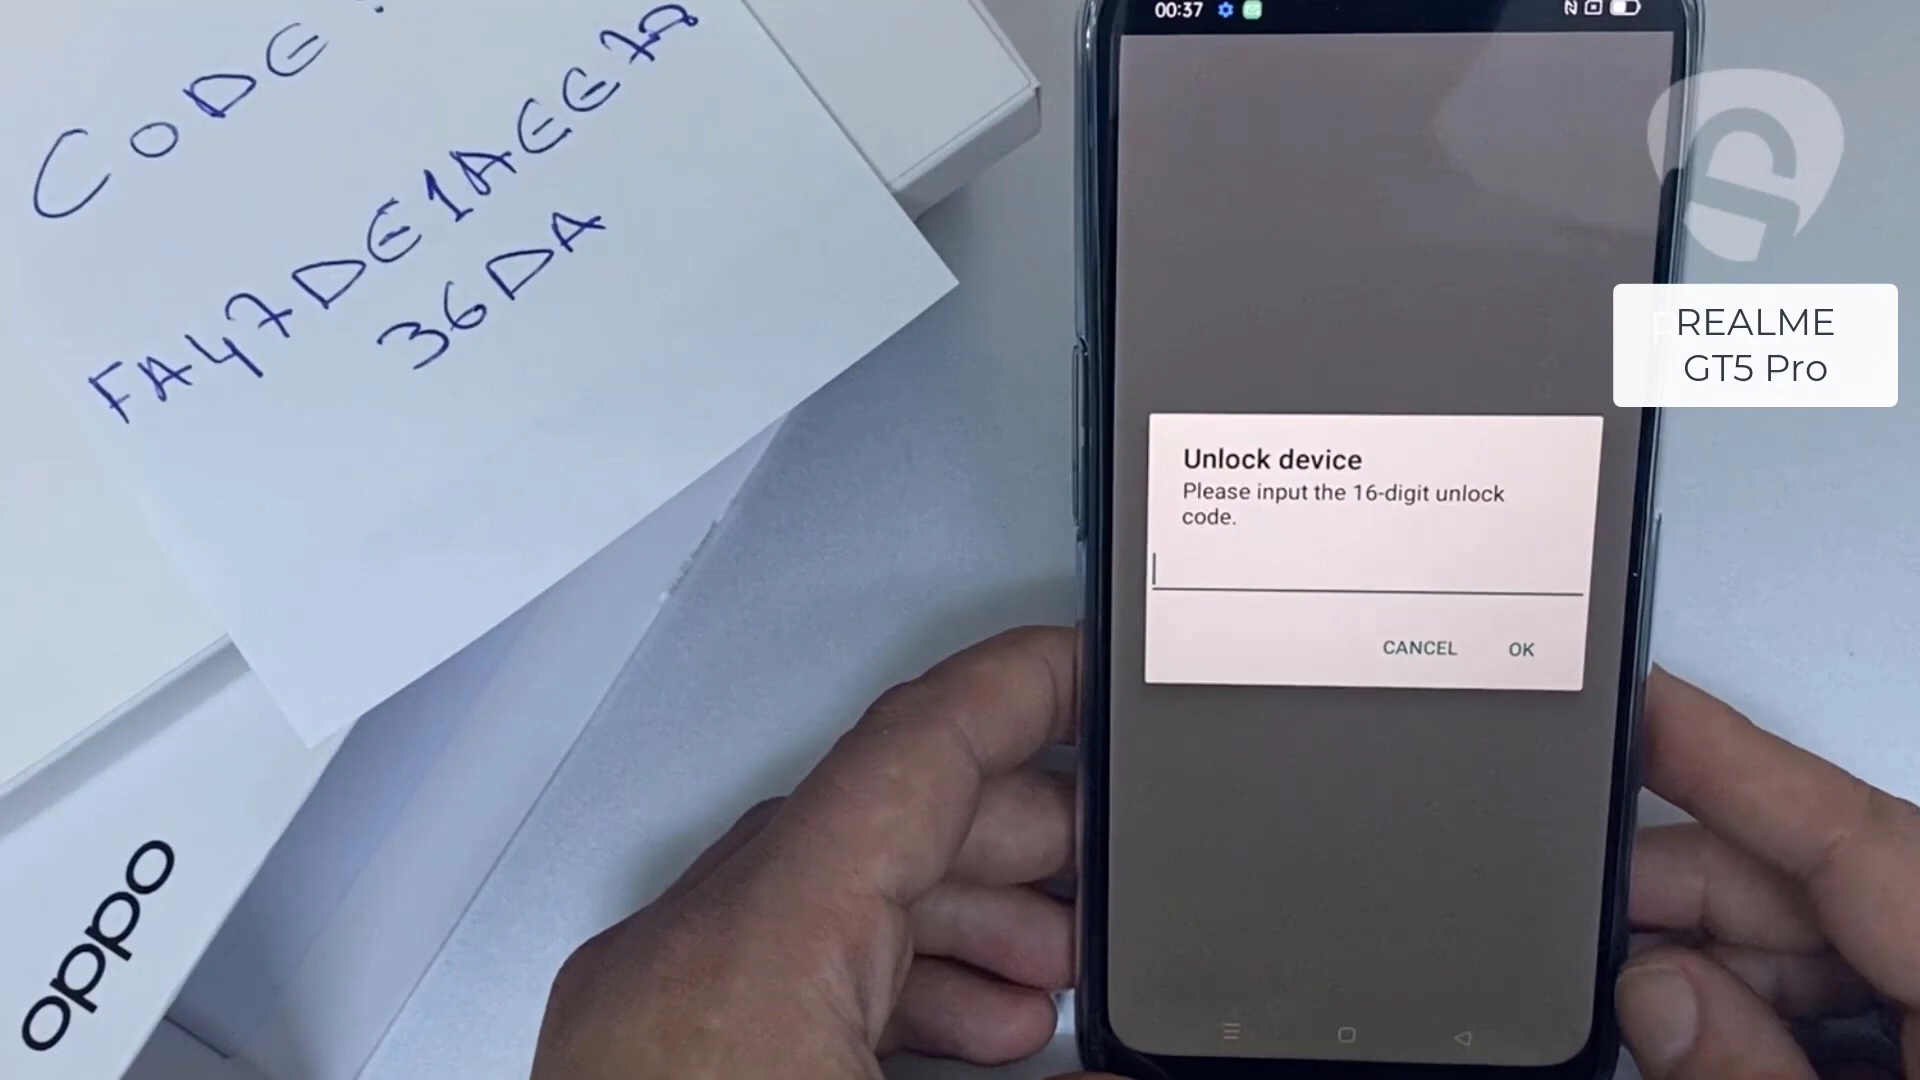 CODE:
FA47DE1AEE78
36DA
oppo
00:37
REALME
GT5 Pro
Unlock device
Please input the 16-digit unlock
code.
CANCEL OK